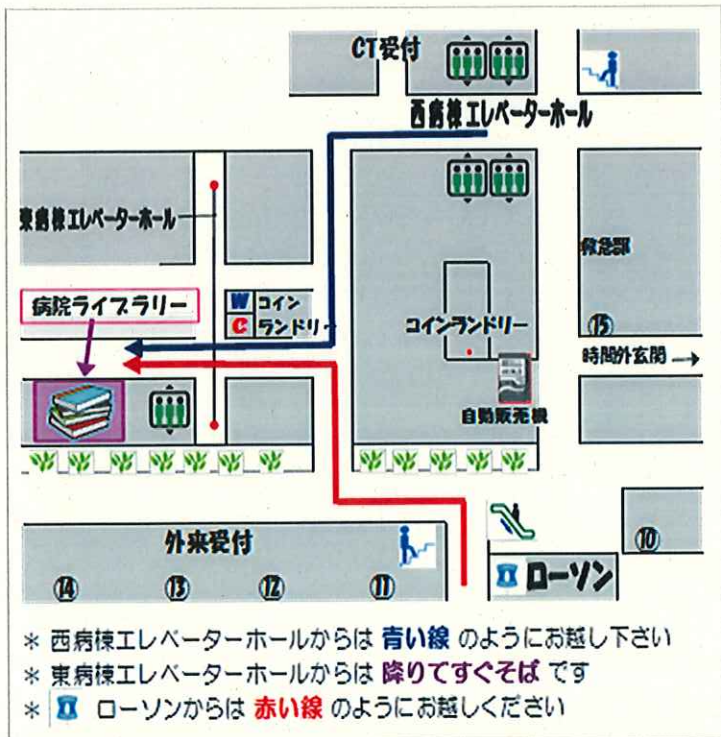 CT受付
西病棟エレベーターホール
東病棟エレベーターホール
救急部
病院ライブラリー
W コイン
C ランドリー
コインランドリー
⑮
時間外玄関 →
自動販売機
外来受付
⑭ ⑬ ⑫ ⑪
ローソン
⑩
* 西病棟エレベーターホールからは 青い線 のようにお越し下さい
* 東病棟エレベーターホールからは 降りてすぐそば です
* ローソンからは 赤い線 のようにお越しください